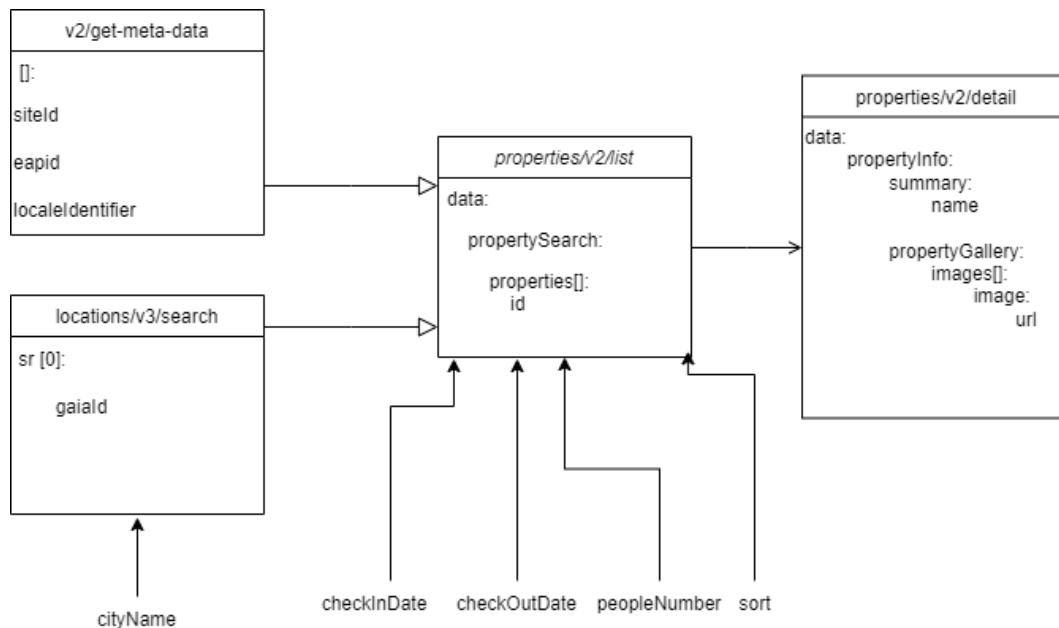 v2/get-meta-data
[]:
siteId
eapid
localeIdentifier
locations/v3/search
sr [0]:
gaiaId
cityName
properties/v2/list
data:
propertySearch:
properties[]:
id
checkInDate
checkOutDate
peopleNumber
sort
properties/v2/detail
data:
propertyInfo:
summary:
name
propertyGallery:
images[]:
image:
url